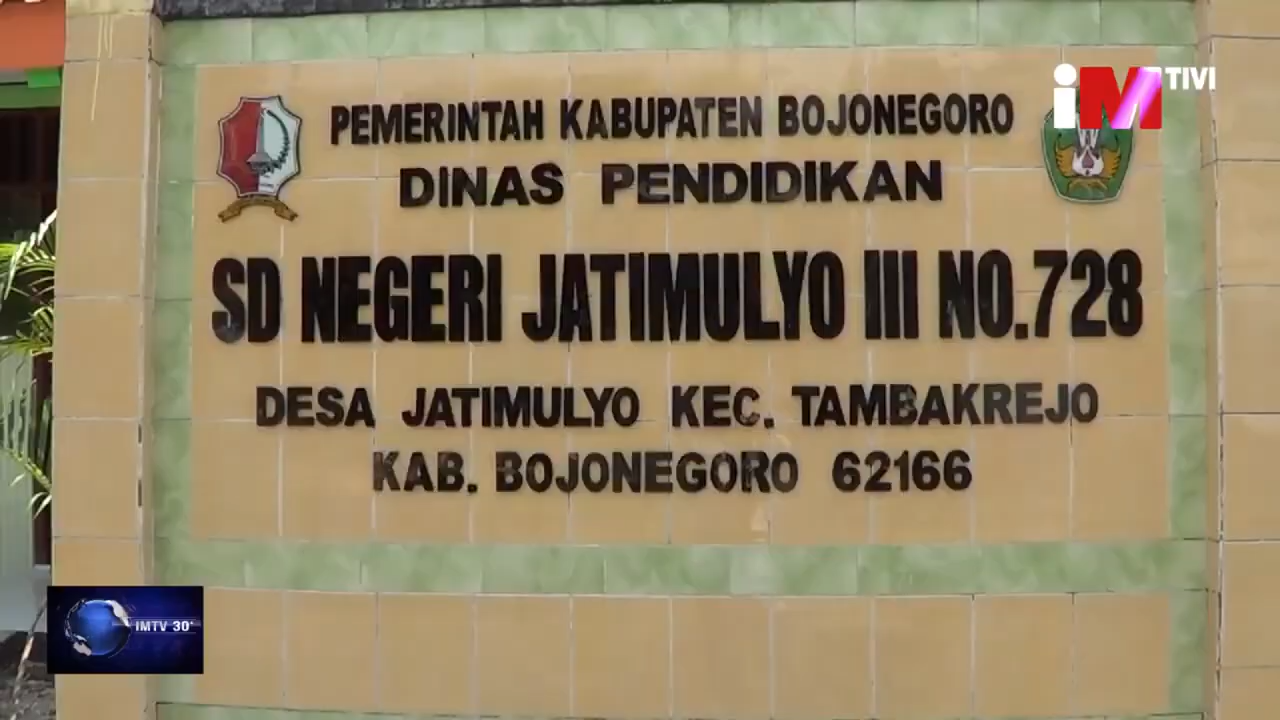 iM TIVI
PEMERINTAH KABUPATEN BOJONEGORO
DINAS PENDIDIKAN
SD NEGERI JATIMULYO III NO.728
DESA JATIMULYO KEC. TAMBAKREJO
KAB. BOJONEGORO 62166
IMTV 30'